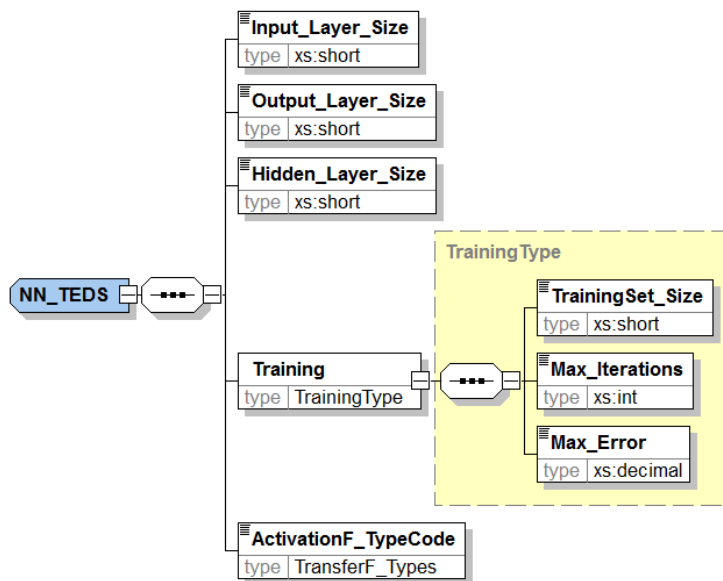 Input_Layer_Size
type xs:short
Output_Layer_Size
type xs:short
Hidden_Layer_Size
type xs:short
NN_TEDS
TrainingType
TrainingSet_Size
type xs:short
Training
type TrainingType
Max_Iterations
type xs:int
Max_Error
type xs:decimal
ActivationF_TypeCode
type TransferF_Types